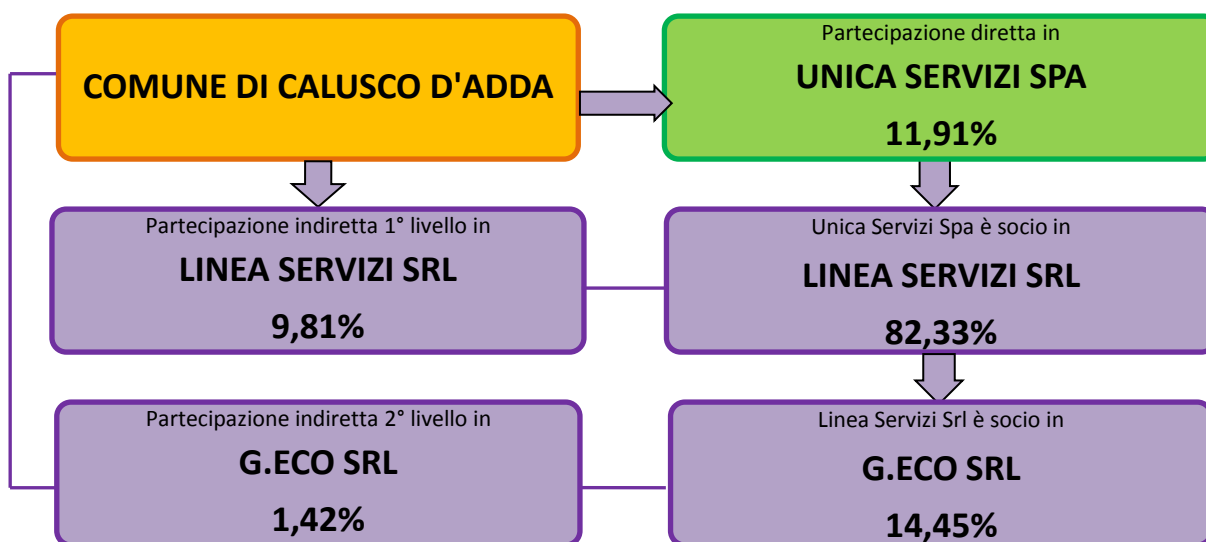 COMUNE DI CALUSCO D'ADDA
Partecipazione diretta in
UNICA SERVIZI SPA
11,91%
Partecipazione indiretta 1° livello in
LINEA SERVIZI SRL
9,81%
Unica Servizi Spa è socio in
LINEA SERVIZI SRL
82,33%
Partecipazione indiretta 2° livello in
G.ECO SRL
1,42%
Linea Servizi Srl è socio in
G.ECO SRL
14,45%